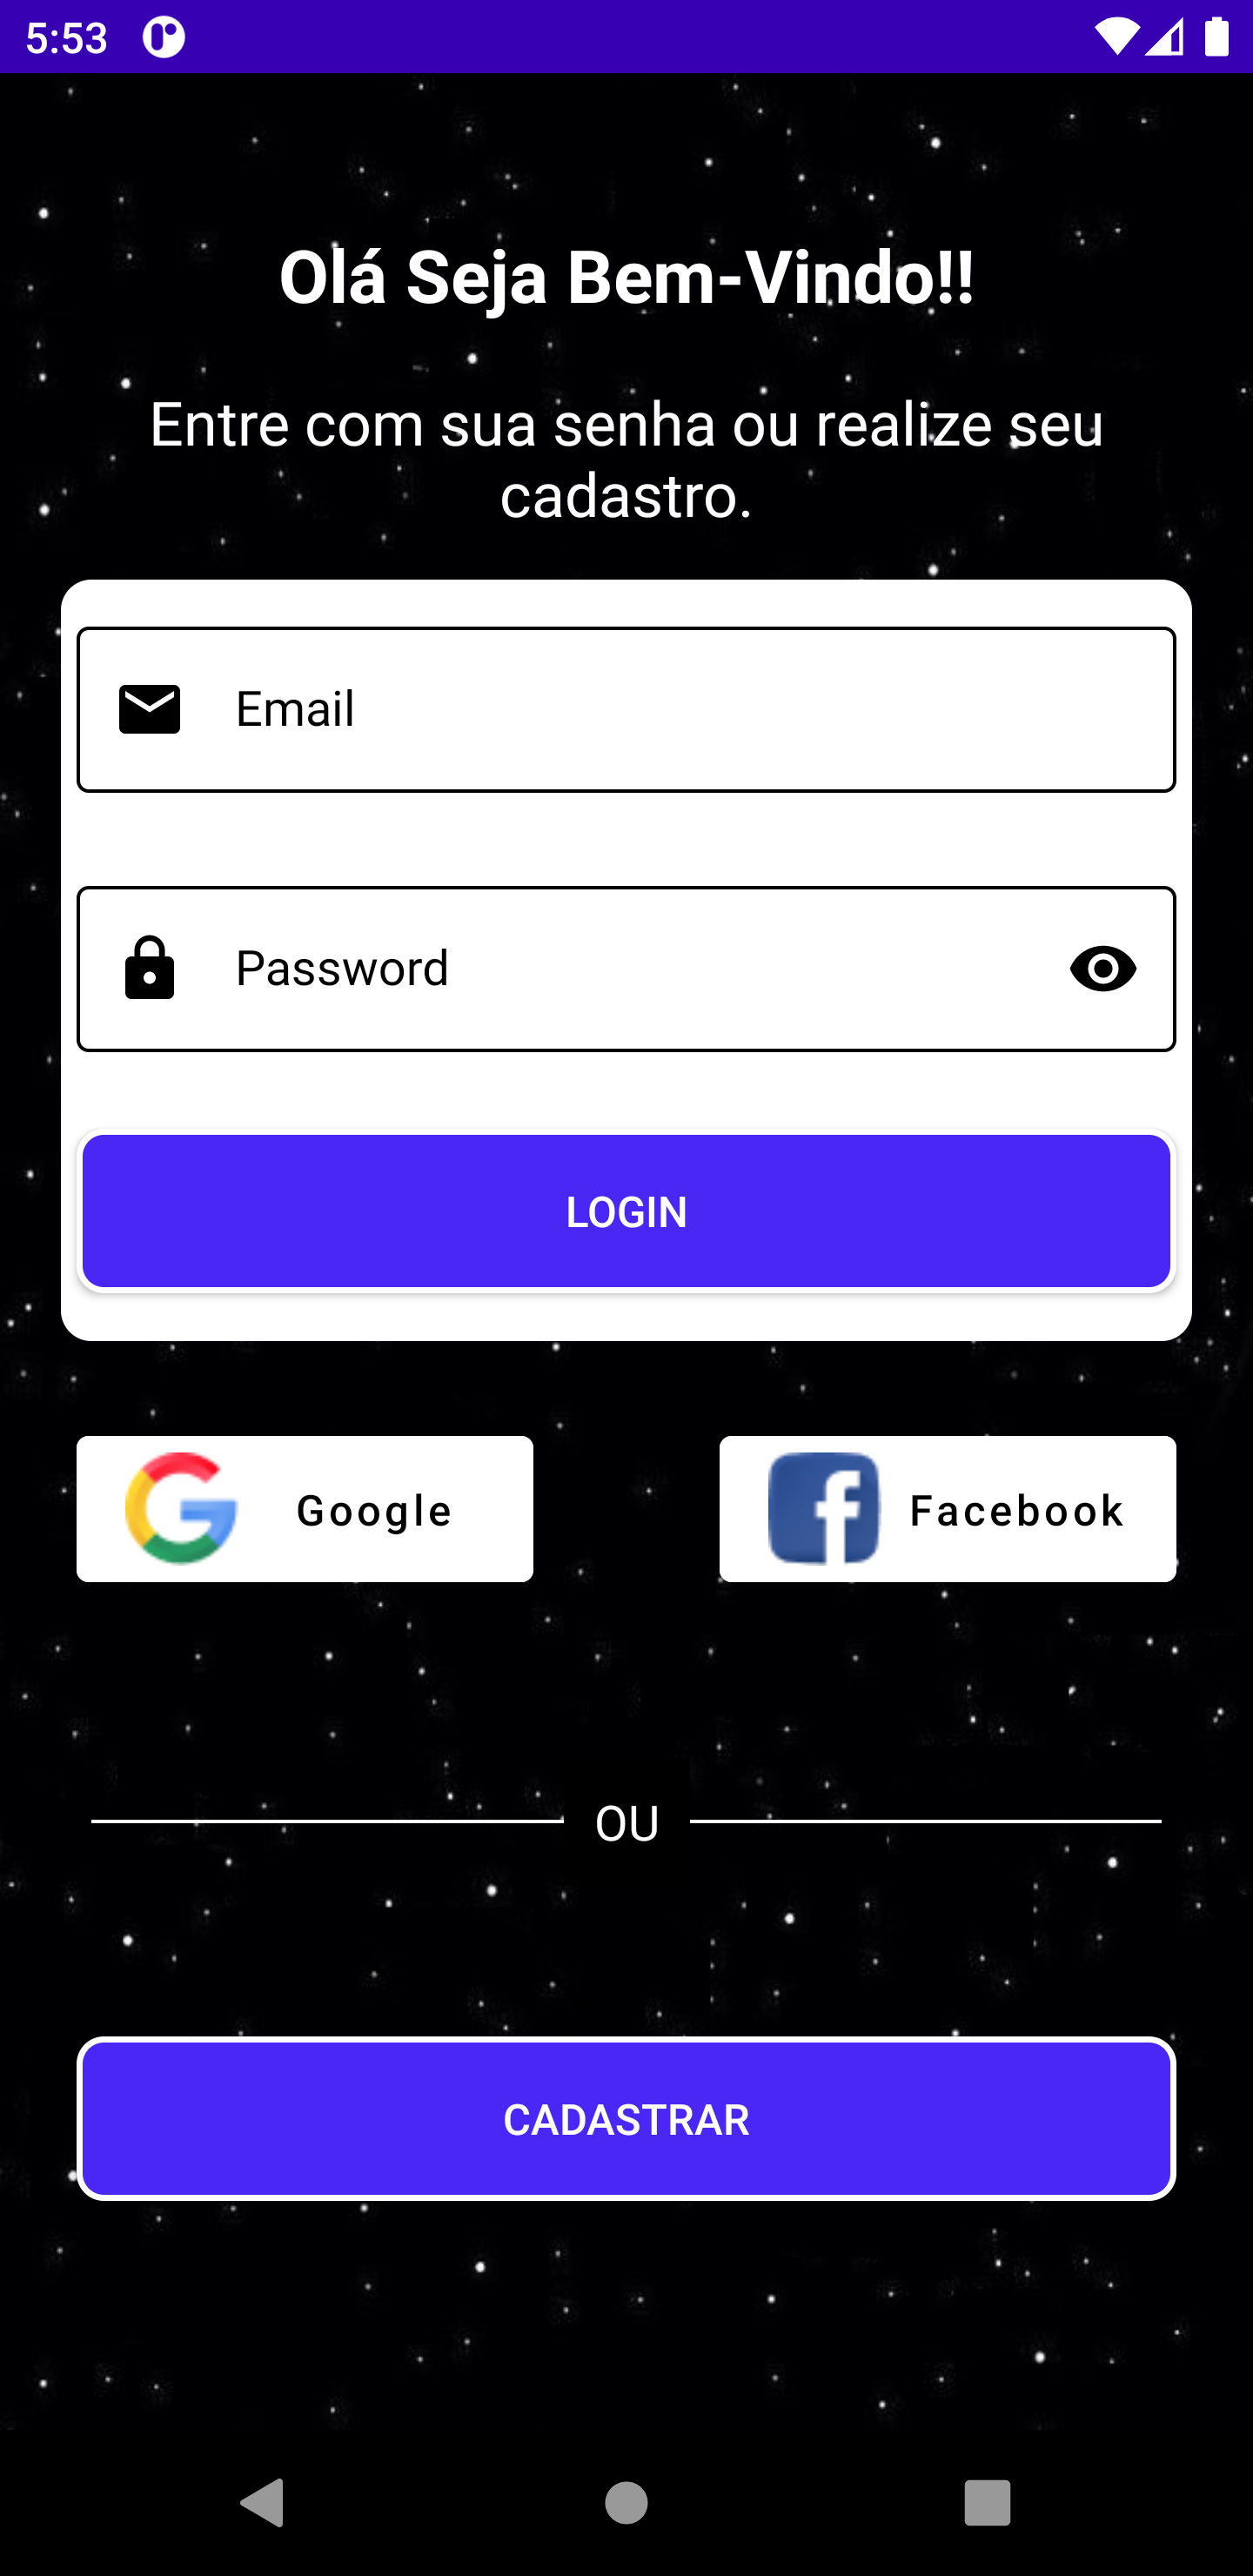 5:53
Olá Seja Bem-Vindo!!
Entre com sua senha ou realize seu
cadastro.
Email
Password
LOGIN
Google
Facebook
OU
CADASTRAR